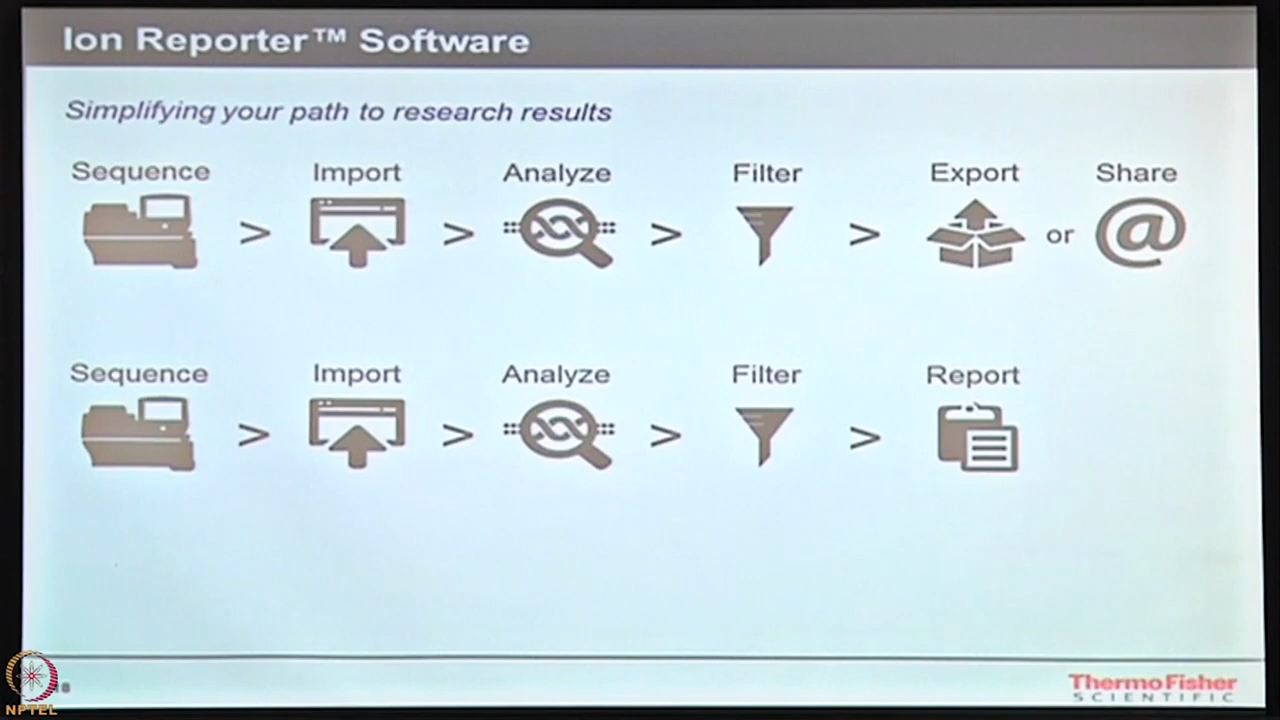 Ion Reporter™ Software
Simplifying your path to research results
Sequence Import Analyze Filter Export Share
> > > > or @
Sequence Import Analyze Filter Report
> > > >
18
ThermoFisher
SCIENTIFIC
NPTEL